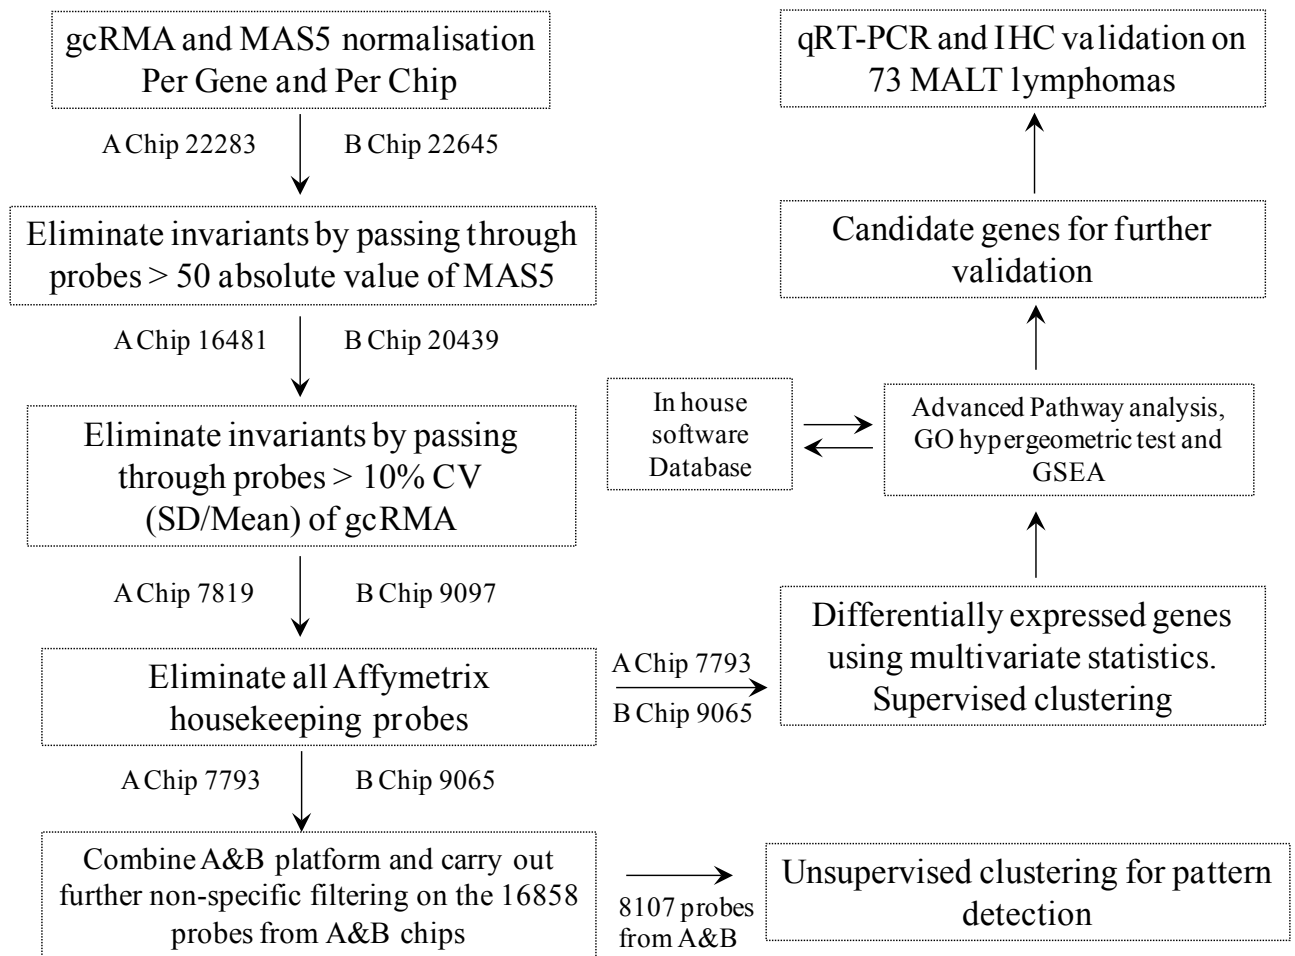 gcRMA and MAS5 normalisation
Per Gene and Per Chip
A Chip 22283
B Chip 22645
Eliminate invariants by passing through
probes > 50 absolute value of MAS5
A Chip 16481
B Chip 20439
Eliminate invariants by passing
through probes > 10% CV
(SD/Mean) of gcRMA
A Chip 7819
B Chip 9097
Eliminate all Affymetrix
housekeeping probes
A Chip 7793
B Chip 9065
A Chip 7793
B Chip 9065
Combine A&B platform and carry out
further non-specific filtering on the 16858
probes from A&B chips
8107 probes
from A&B
Unsupervised clustering for pattern
detection
Differentially expressed genes
using multivariate statistics.
Supervised clustering
Advanced Pathway analysis,
GO hypergeometric test and
GSEA
In house
software
Database
Candidate genes for further
validation
qRT-PCR and IHC validation on
73 MALT lymphomas